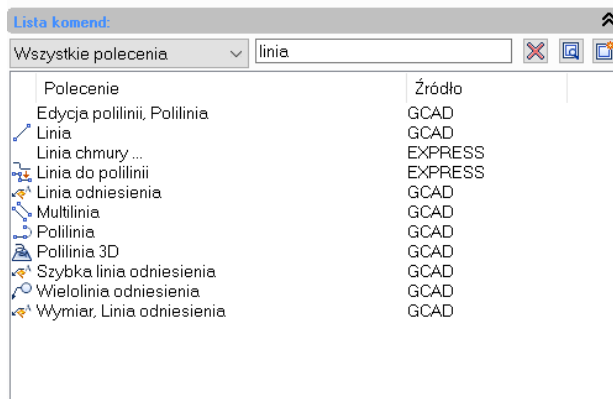 Lista komend:
Wszystkie polecenia linia
Polecenie Źródło
Edycja polilinii, Polilinia GCAD
Linia GCAD
Linia chmury ... EXPRESS
Linia do polilinii EXPRESS
Linia odniesienia GCAD
Multilinia GCAD
Polilinia GCAD
Polilinia 3D GCAD
Szybka linia odniesienia GCAD
Wielolinia odniesienia GCAD
Wymiar, Linia odniesienia GCAD